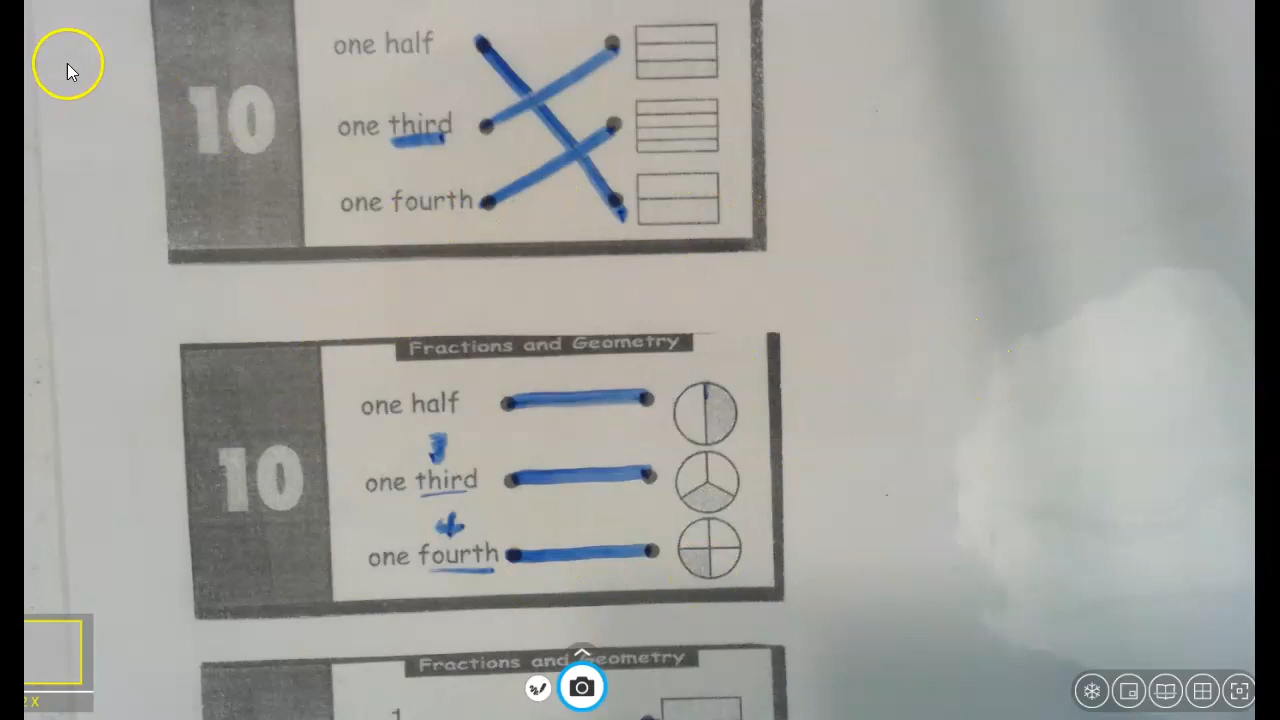 one half
10
one third
one fourth
Fractions and Geometry
one half
3
10
one third
4
one fourth
Fractions and Geometry
1
2 X